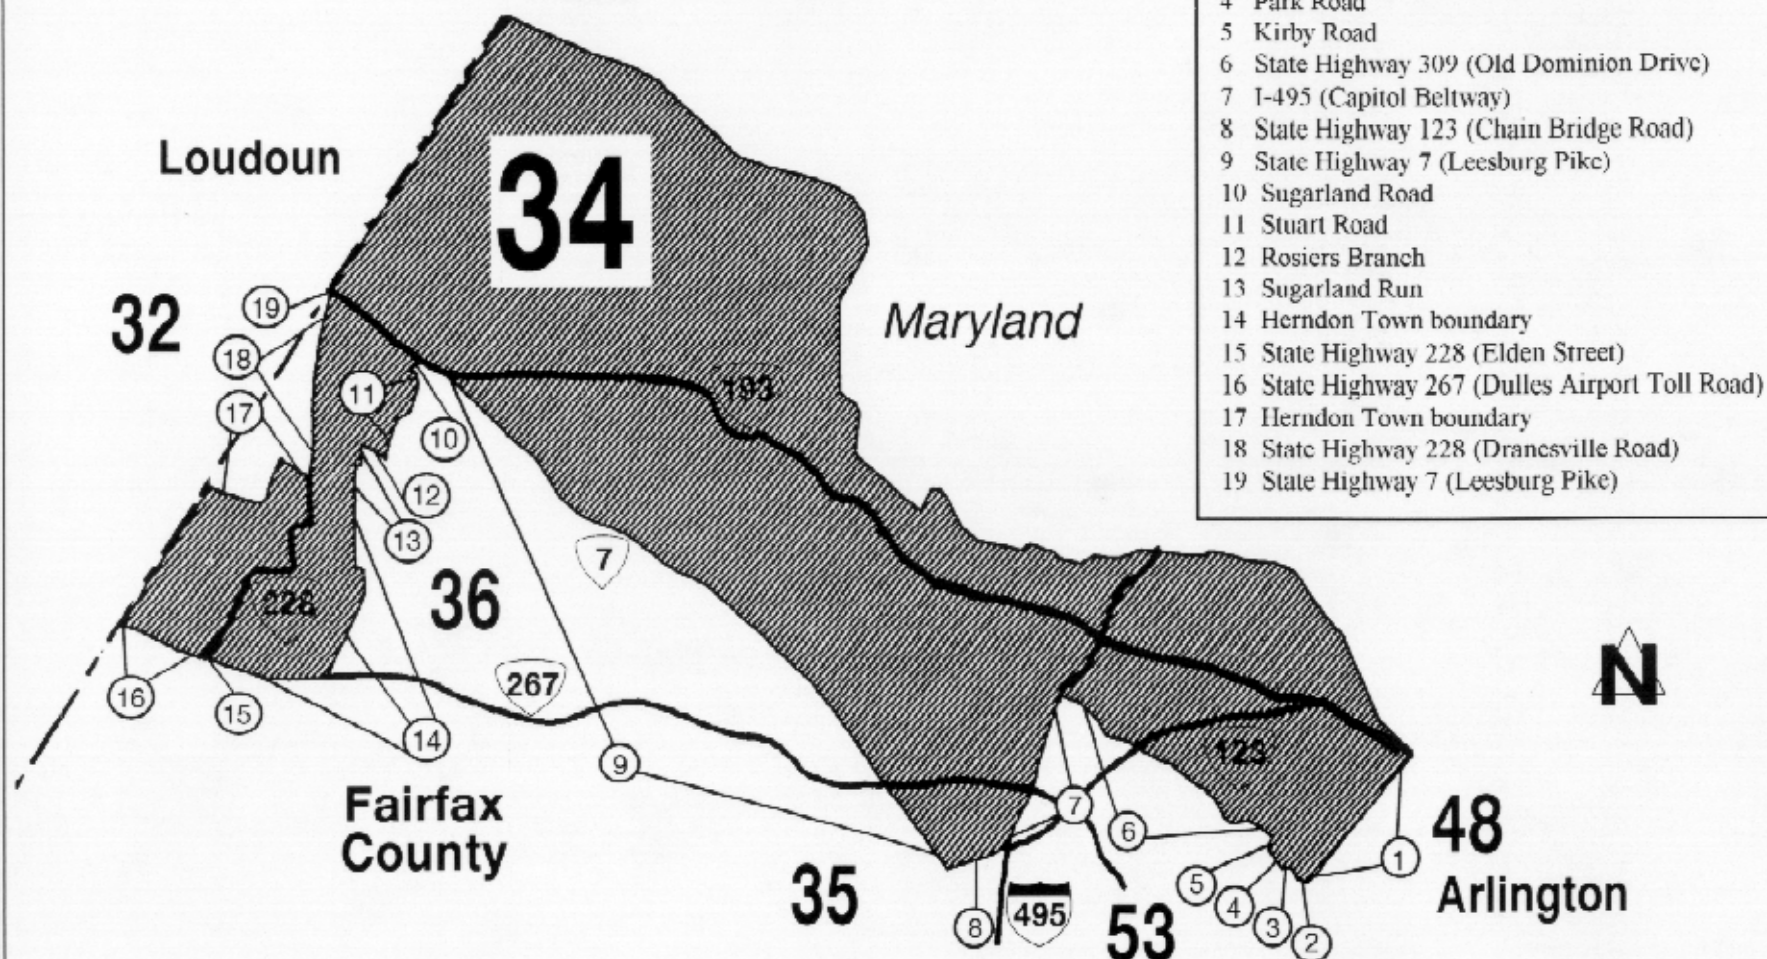 4 Park Road
5 Kirby Road
6 State Highway 309 (Old Dominion Drive)
7 I-495 (Capitol Beltway)
8 State Highway 123 (Chain Bridge Road)
9 State Highway 7 (Leesburg Pike)
10 Sugarland Road
11 Stuart Road
12 Rosiers Branch
13 Sugarland Run
14 Herndon Town boundary
15 State Highway 228 (Elden Street)
16 State Highway 267 (Dulles Airport Toll Road)
17 Herndon Town boundary
18 State Highway 228 (Dranesville Road)
19 State Highway 7 (Leesburg Pike)
Loudoun
34
32
Maryland
19
18
17
11
193
10
12
13
7
36
228
267
16
15
14
9
Fairfax
County
123
7
6
5
4
3
2
1
8
35
495
53
48
Arlington
N